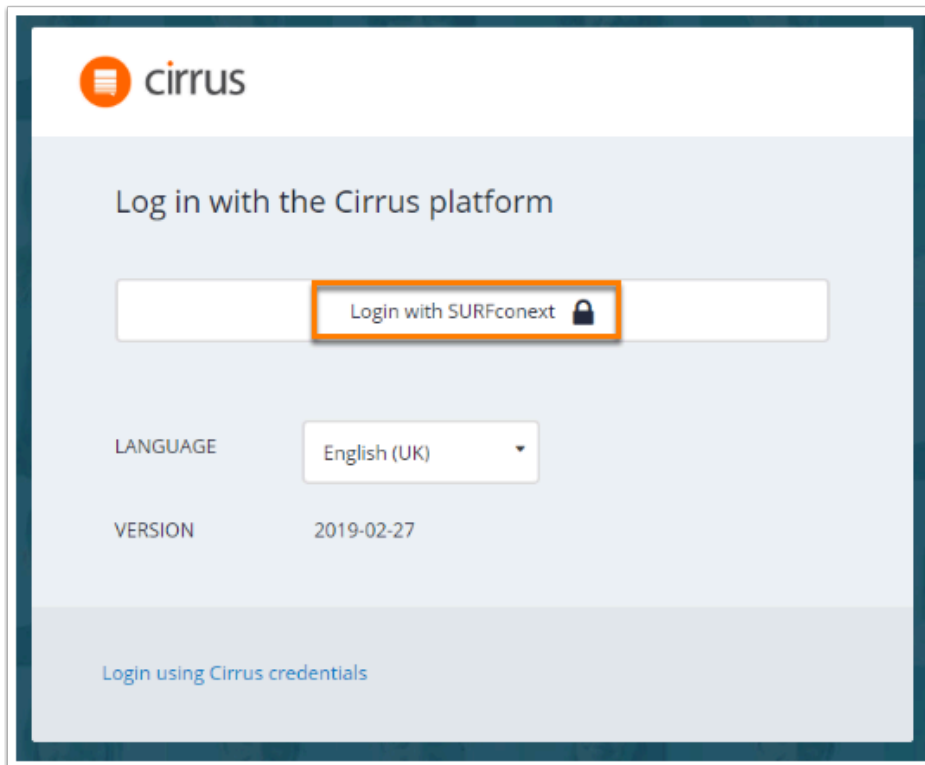 cirrus
Log in with the Cirrus platform
Login with SURFconext
LANGUAGE English (UK)
VERSION 2019-02-27
Login using Cirrus credentials